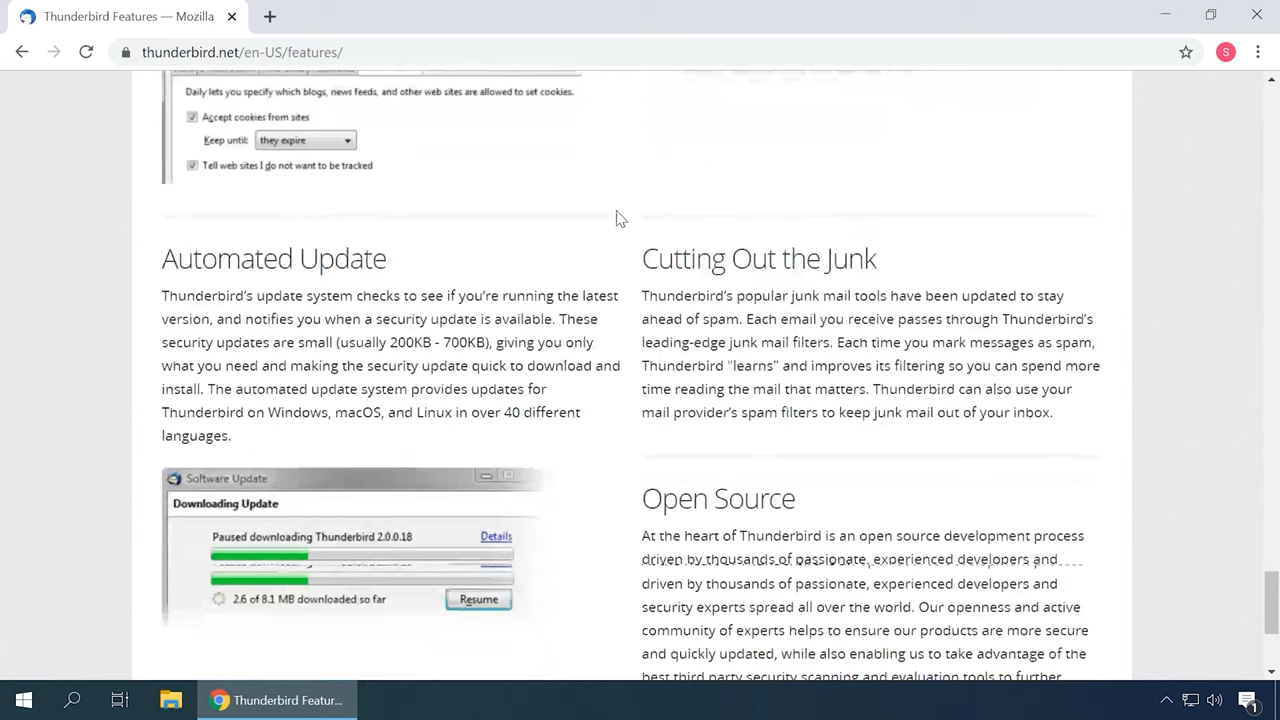 Thunderbird Features — Mozilla
thunderbird.net/en-US/features/
S
Daily lets you specify which blogs, news feeds, and other web sites are allowed to set cookies.
Accept cookies from sites
Keep until: they expire
Tell web sites I do not want to be tracked
Automated Update
Thunderbird’s update system checks to see if you’re running the latest
version, and notifies you when a security update is available. These
security updates are small (usually 200KB - 700KB), giving you only
what you need and making the security update quick to download and
install. The automated update system provides updates for
Thunderbird on Windows, macOS, and Linux in over 40 different
languages.
Software Update
Downloading Update
Paused downloading Thunderbird 2.0.0.18 Details
2.6 of 8.1 MB downloaded so far Resume
Cutting Out the Junk
Thunderbird’s popular junk mail tools have been updated to stay
ahead of spam. Each email you receive passes through Thunderbird’s
leading-edge junk mail filters. Each time you mark messages as spam,
Thunderbird "learns" and improves its filtering so you can spend more
time reading the mail that matters. Thunderbird can also use your
mail provider’s spam filters to keep junk mail out of your inbox.
Open Source
At the heart of Thunderbird is an open source development process
driven by thousands of passionate, experienced developers and
driven by thousands of passionate, experienced developers and
security experts spread all over the world. Our openness and active
community of experts helps to ensure our products are more secure
and quickly updated, while also enabling us to take advantage of the
best third party security scanning and evaluation tools to further
Thunderbird Featur...
1